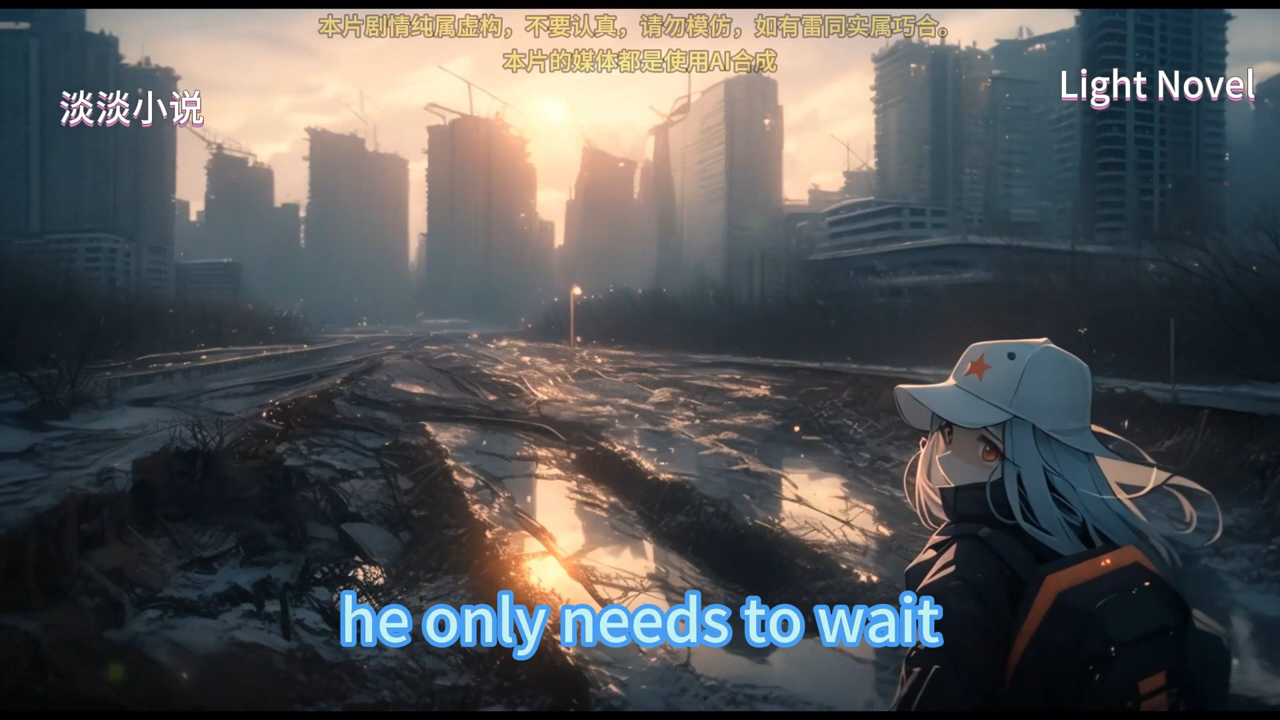 本片剧情纯属虚构，不要认真，请勿模仿，如有雷同实属巧合。
本片的媒体都是使用AI合成
淡淡小说
Light Novel
he only needs to wait